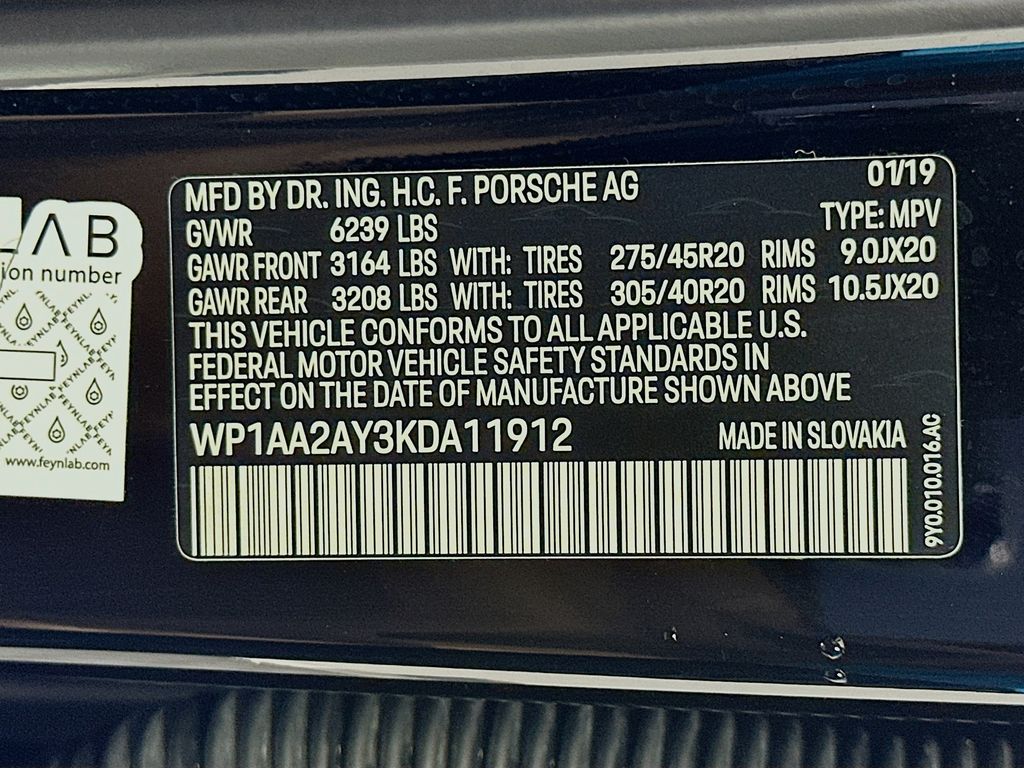 MFD BY DR. ING. H.C. F. PORSCHE AG 01/19
GVWR 6239 LBS TYPE: MPV
GAWR FRONT 3164 LBS WITH: TIRES 275/45R20 RIMS 9.0JX20
GAWR REAR 3208 LBS WITH: TIRES 305/40R20 RIMS 10.5JX20
THIS VEHICLE CONFORMS TO ALL APPLICABLE U.S.
FEDERAL MOTOR VEHICLE SAFETY STANDARDS IN
EFFECT ON THE DATE OF MANUFACTURE SHOWN ABOVE
WP1AA2AY3KDA11912 MADE IN SLOVAKIA
9Y0.010.016.AC
LAB
number
FEYNLAB
www.feynlab.com